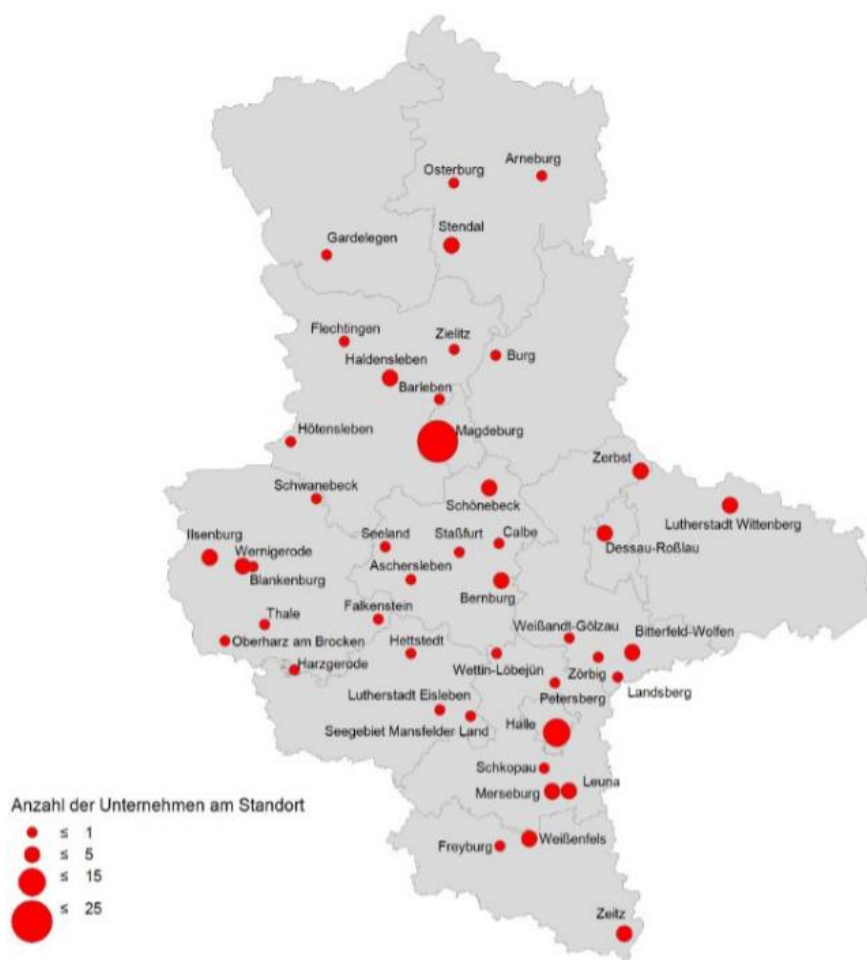 Arneburg
Osterburg
Stendal
Gardelegen
Flechtingen
Zielitz
Haldensleben
Burg
Barleben
Hötensleben
Magdeburg
Zerbst
Schwanebeck
Schönebeck
Lutherstadt Wittenberg
Ilsenburg
Seeland
Staßfurt
Calbe
Dessau-Roßlau
Wernigerode
Aschersleben
Blankenburg
Bernburg
Thale
Falkenstein
Weißandt-Gölzau
Bitterfeld-Wolfen
Oberharz am Brocken
Hettstedt
Harzgerode
Wettin-Löbejün
Zörbig
Petersberg
Landsberg
Lutherstadt Eisleben
Seegebiet Mansfelder Land
Halle
Schkopau
Leuna
Merseburg
Weißenfels
Freyburg
Zeitz
Anzahl der Unternehmen am Standort
≤ 1
≤ 5
≤ 15
≤ 25